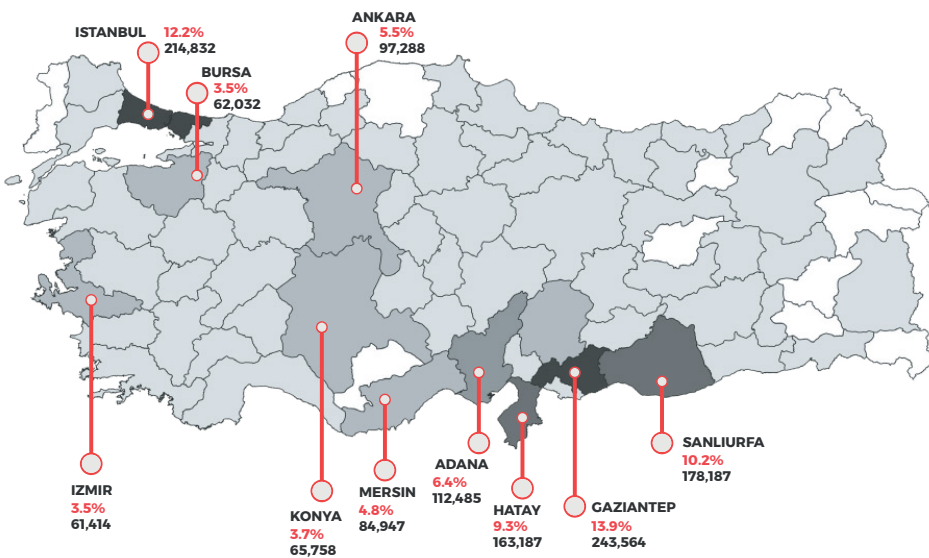 ISTANBUL 12.2%
214,832
BURSA
3.5%
62,032
ANKARA
5.5%
97,288
IZMIR
3.5%
61,414
KONYA
3.7%
65,758
MERSIN
4.8%
84,947
ADANA
6.4%
112,485
HATAY
9.3%
163,187
GAZIANTEP
13.9%
243,564
SANLIURFA
10.2%
178,187